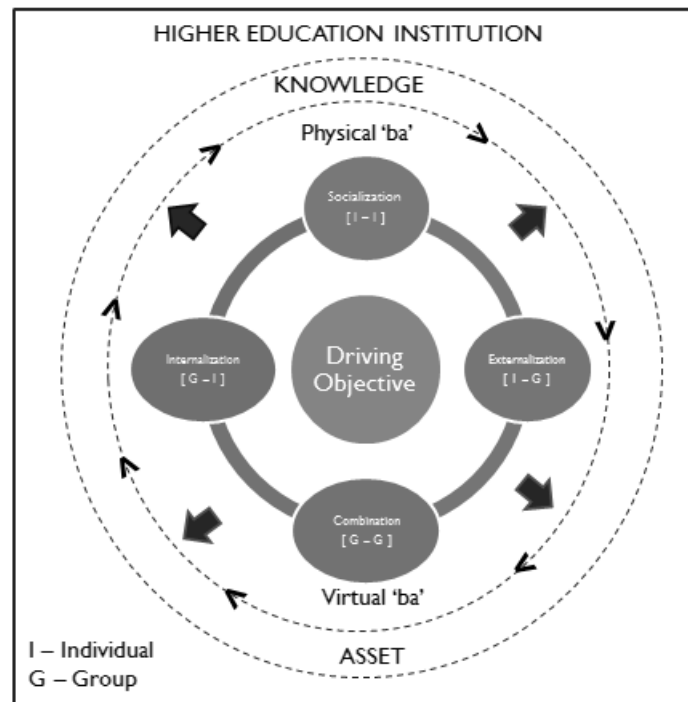 HIGHER EDUCATION INSTITUTION
KNOWLEDGE
Physical ‘ba’
Socialization
[ I – I ]
Internalization
[ G – I ]
Driving
Objective
Externalization
[ I – G ]
Combination
[ G – G ]
Virtual ‘ba’
ASSET
I – Individual
G – Group